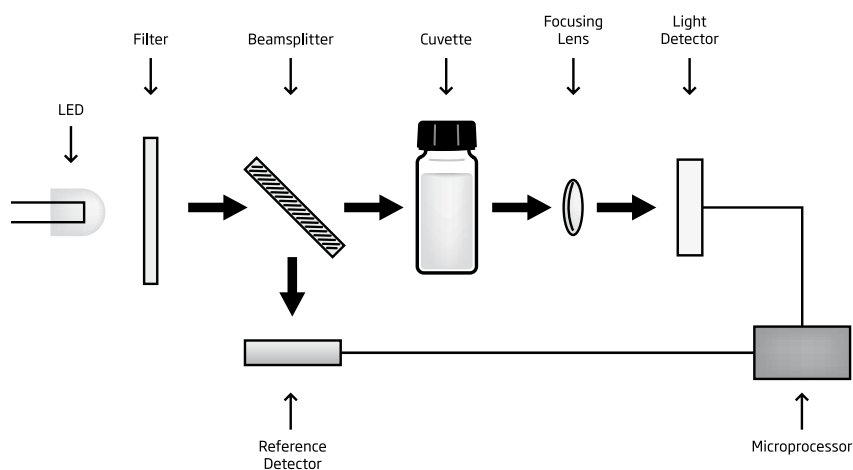 LED
Filter
Beamsplitter
Cuvette
Focusing
Lens
Light
Detector
Reference
Detector
Microprocessor